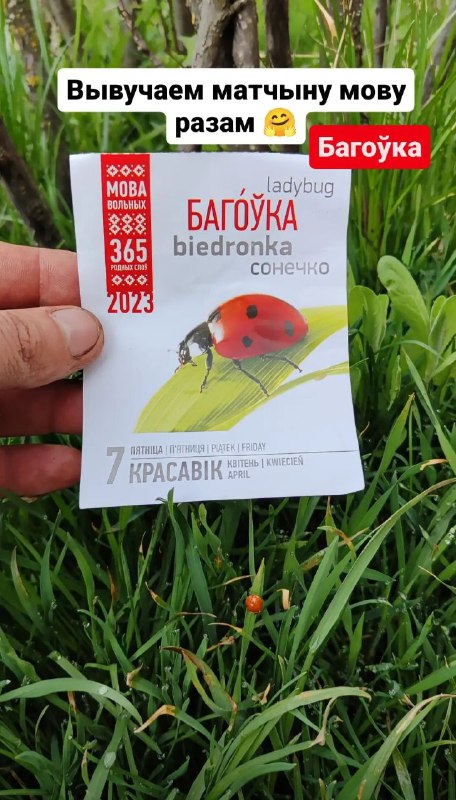 Вывучаем матчыну мову
разам 🤗
Багоўка
ladybug
МОВА
ВОЛЬНЫХ
БАГО́ЎКА
biedronka
сонечко
365
РОДНЫХ СЛОЎ
2023
7
ПЯТНІЦА | П'ЯТНИЦЯ | PIĄTEK | FRIDAY
КРАСАВІК
КВІТЕНЬ | KWIECIEŃ
APRIL